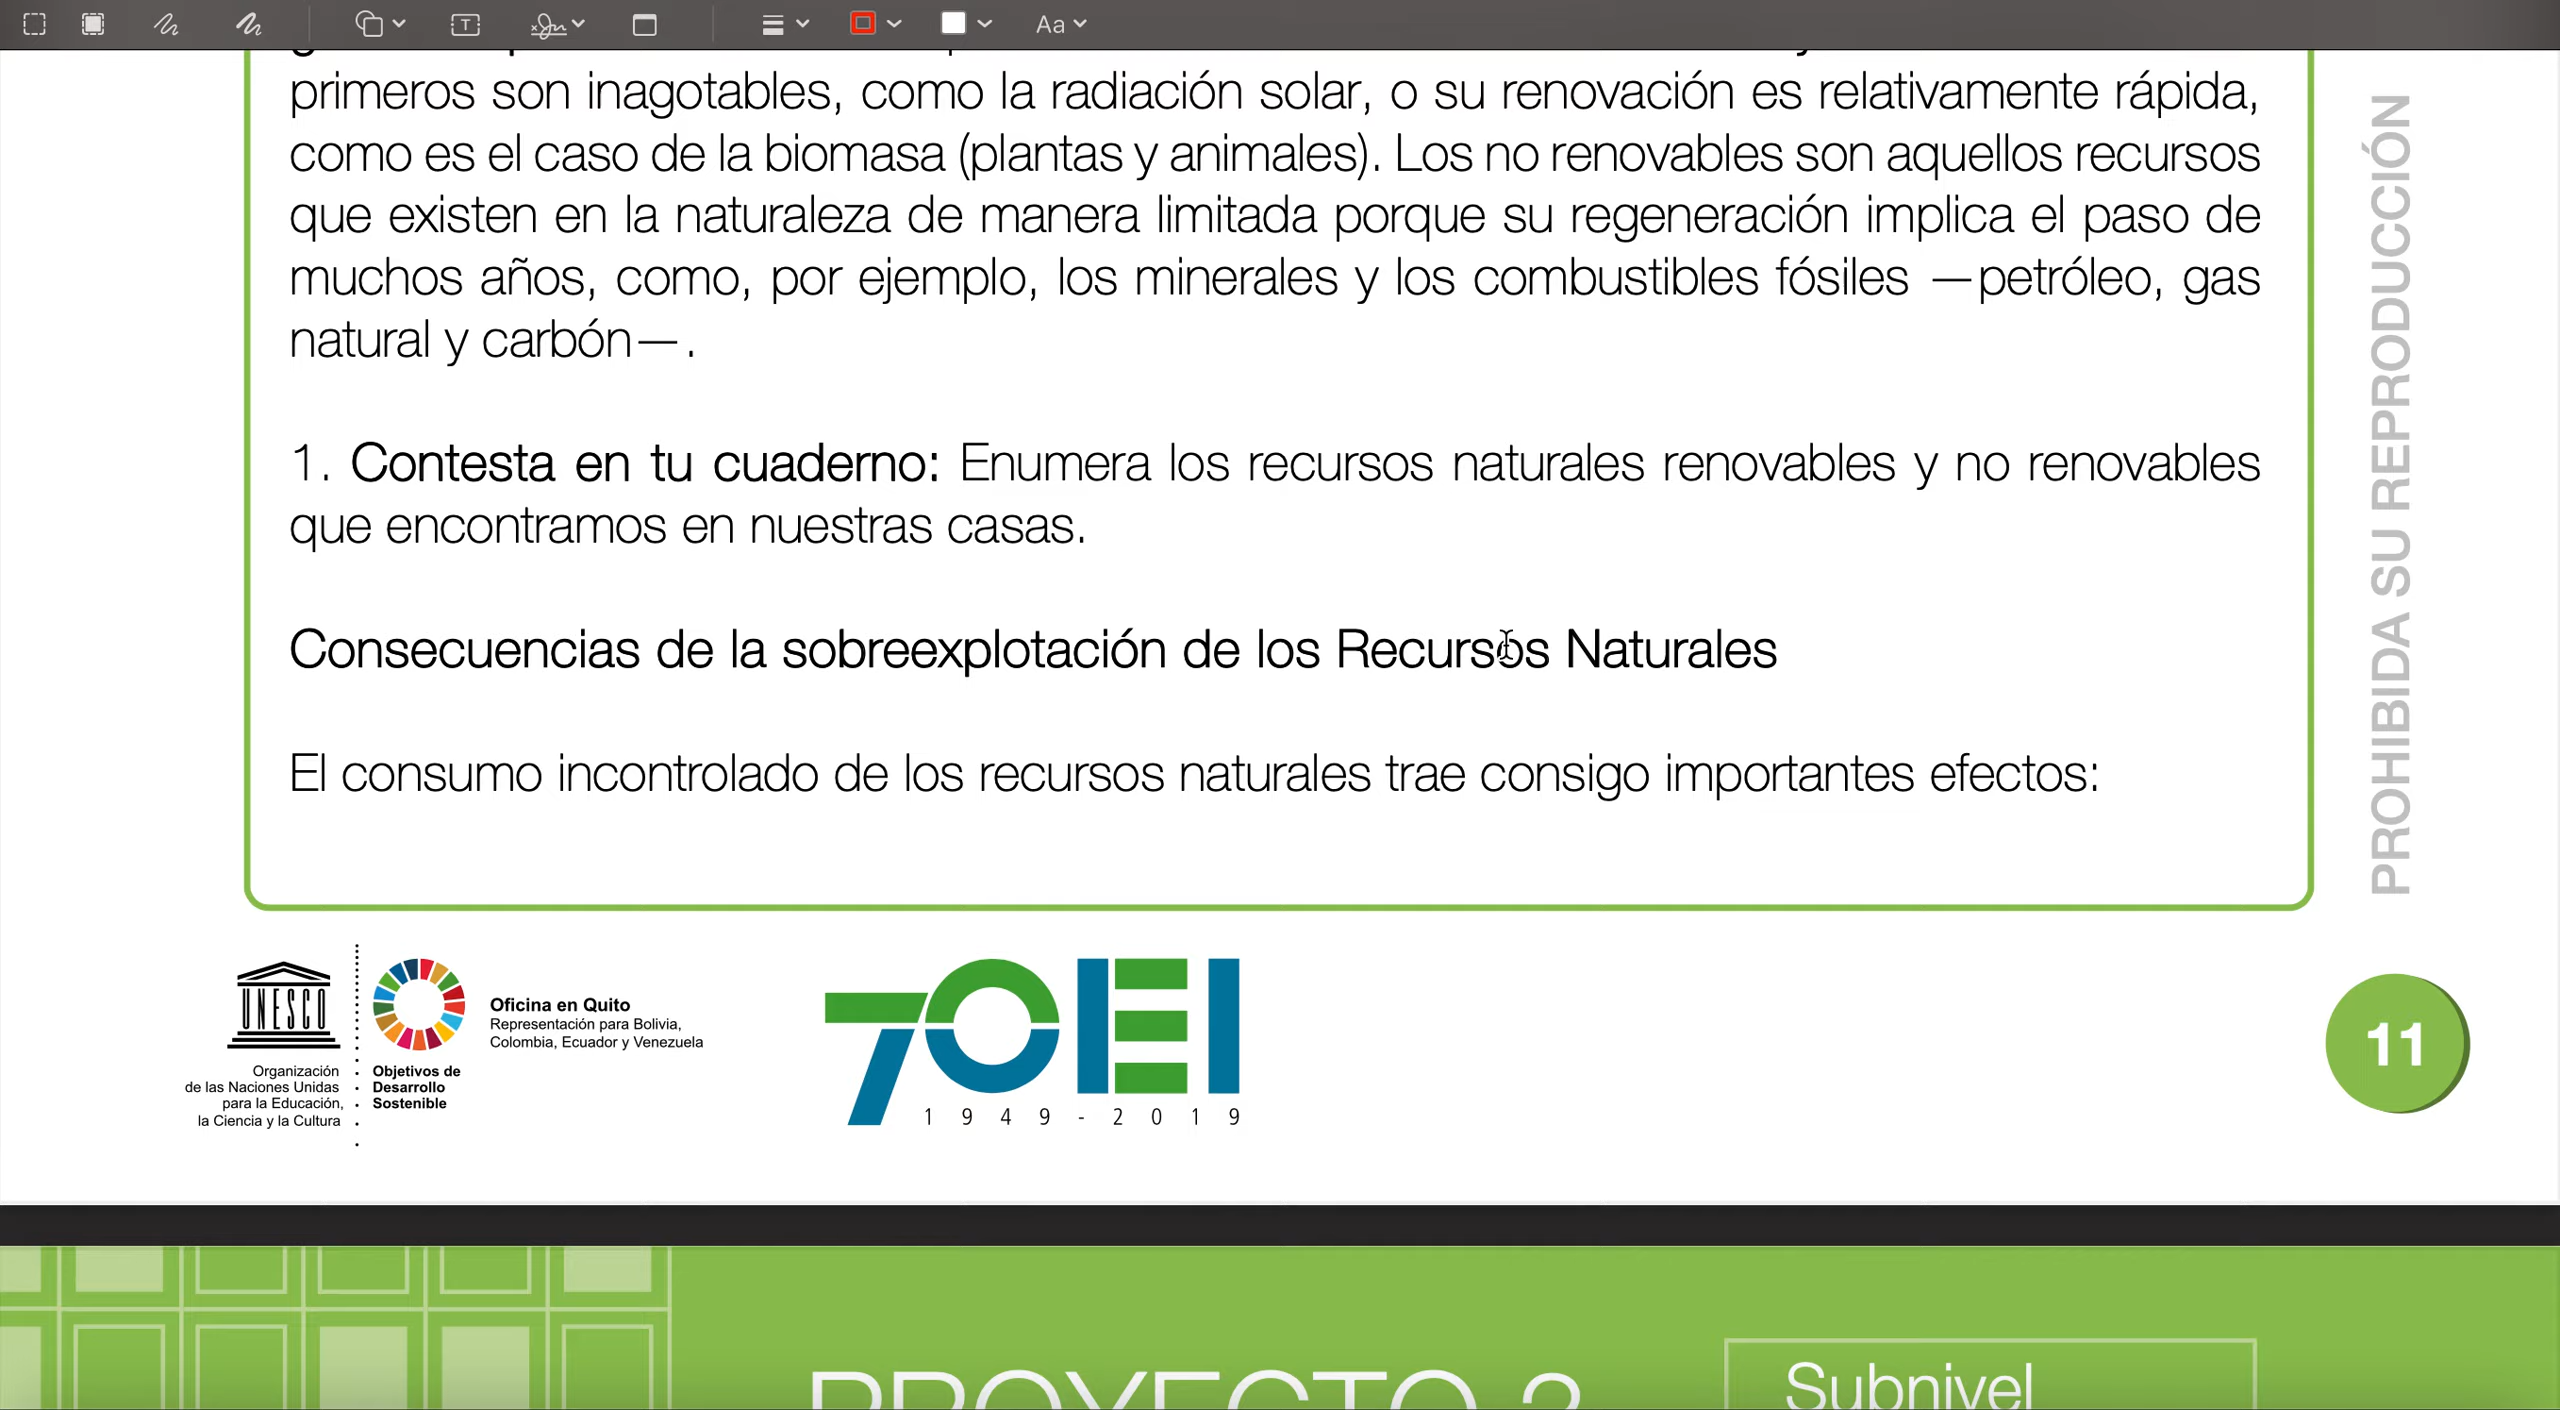 Aa
primeros son inagotables, como la radiación solar, o su renovación es relativamente rápida,
como es el caso de la biomasa (plantas y animales). Los no renovables son aquellos recursos
que existen en la naturaleza de manera limitada porque su regeneración implica el paso de
muchos años, como, por ejemplo, los minerales y los combustibles fósiles —petróleo, gas
natural y carbón— .
1. Contesta en tu cuaderno: Enumera los recursos naturales renovables y no renovables
que encontramos en nuestras casas.
Consecuencias de la sobreexplotación de los Recursos Naturales
El consumo incontrolado de los recursos naturales trae consigo importantes efectos:
PROHIBIDA SU REPRODUCCIÓN
UNESCO
Organización
de las Naciones Unidas
para la Educación,
la Ciencia y la Cultura
Objetivos de
Desarrollo
Sostenible
Oficina en Quito
Representación para Bolivia,
Colombia, Ecuador y Venezuela
70EI
1949-2019
11
PROYECTO
Subnivel